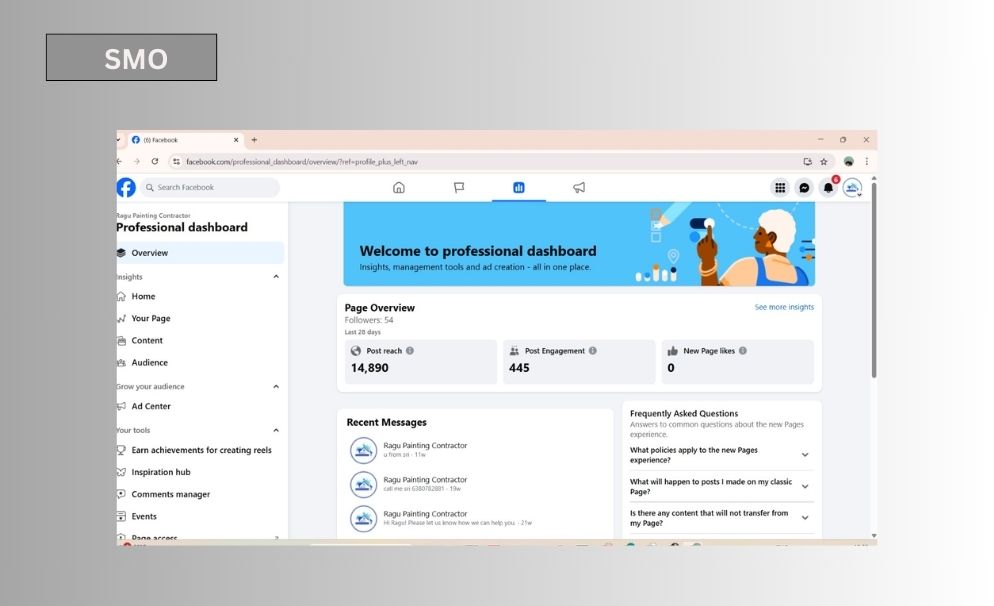 SMO
(6) Facebook
facebook.com/professional_dashboard/overview/?ref=profile_plus_left_nav
Search Facebook
6
Ragu Painting Contractor
Professional dashboard
Overview
Insights
Home
Your Page
Content
Audience
Grow your audience
Ad Center
Your tools
Earn achievements for creating reels
Inspiration hub
Comments manager
Events
Page access
Welcome to professional dashboard
Insights, management tools and ad creation - all in one place.
Page Overview
See more insights
Followers: 54
Last 28 days
Post reach
14,890
Post Engagement
445
New Page likes
0
Recent Messages
Ragu Painting Contractor
u from sri · 11w
Ragu Painting Contractor
call me sri 6380782881 · 19w
Ragu Painting Contractor
Hi Ragu! Please let us know how we can help you. · 21w
Frequently Asked Questions
Answers to common questions about the new Pages
experience.
What policies apply to the new Pages
experience?
What will happen to posts I made on my classic
Page?
Is there any content that will not transfer from
my Page?